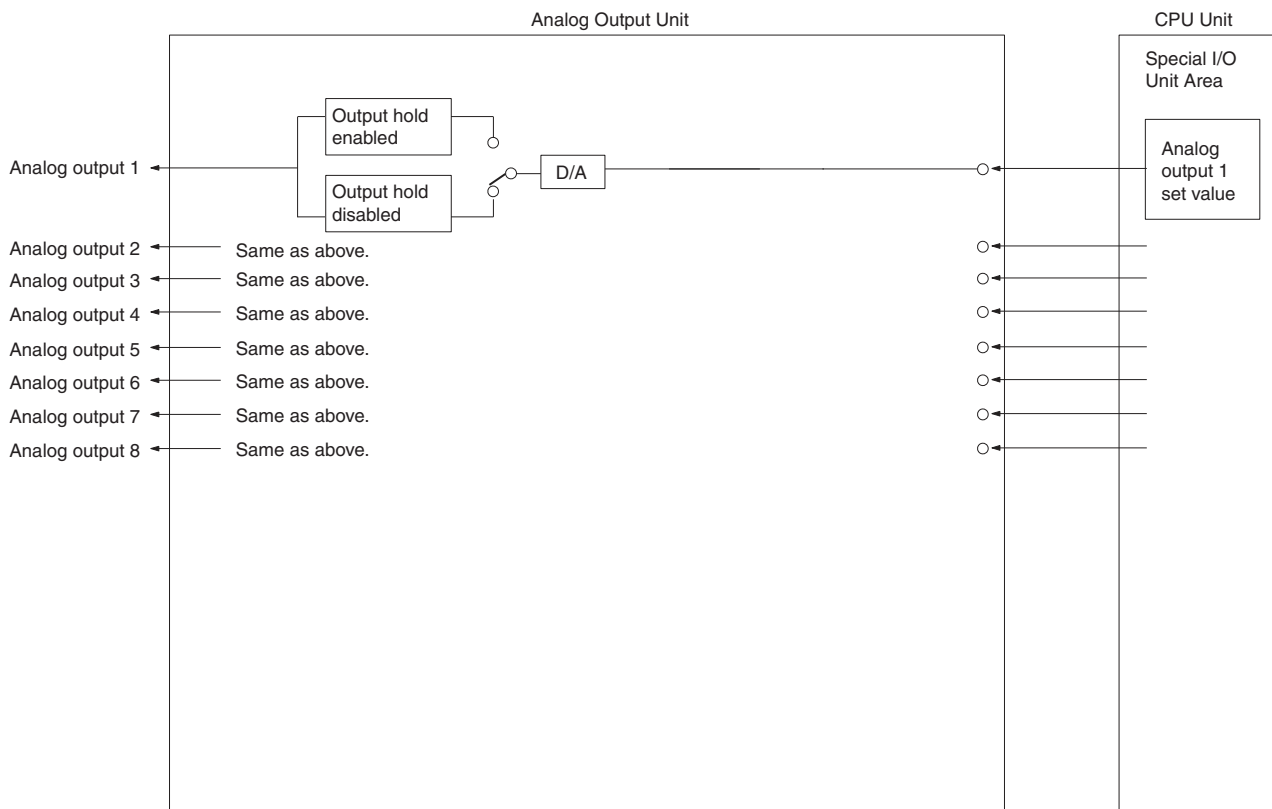 Analog Output Unit
CPU Unit
Special I/O
Unit Area
Output hold
enabled
Analog output 1
D/A
Analog
output 1
set value
Output hold
disabled
Analog output 2
Same as above.
Analog output 3
Same as above.
Analog output 4
Same as above.
Analog output 5
Same as above.
Analog output 6
Same as above.
Analog output 7
Same as above.
Analog output 8
Same as above.